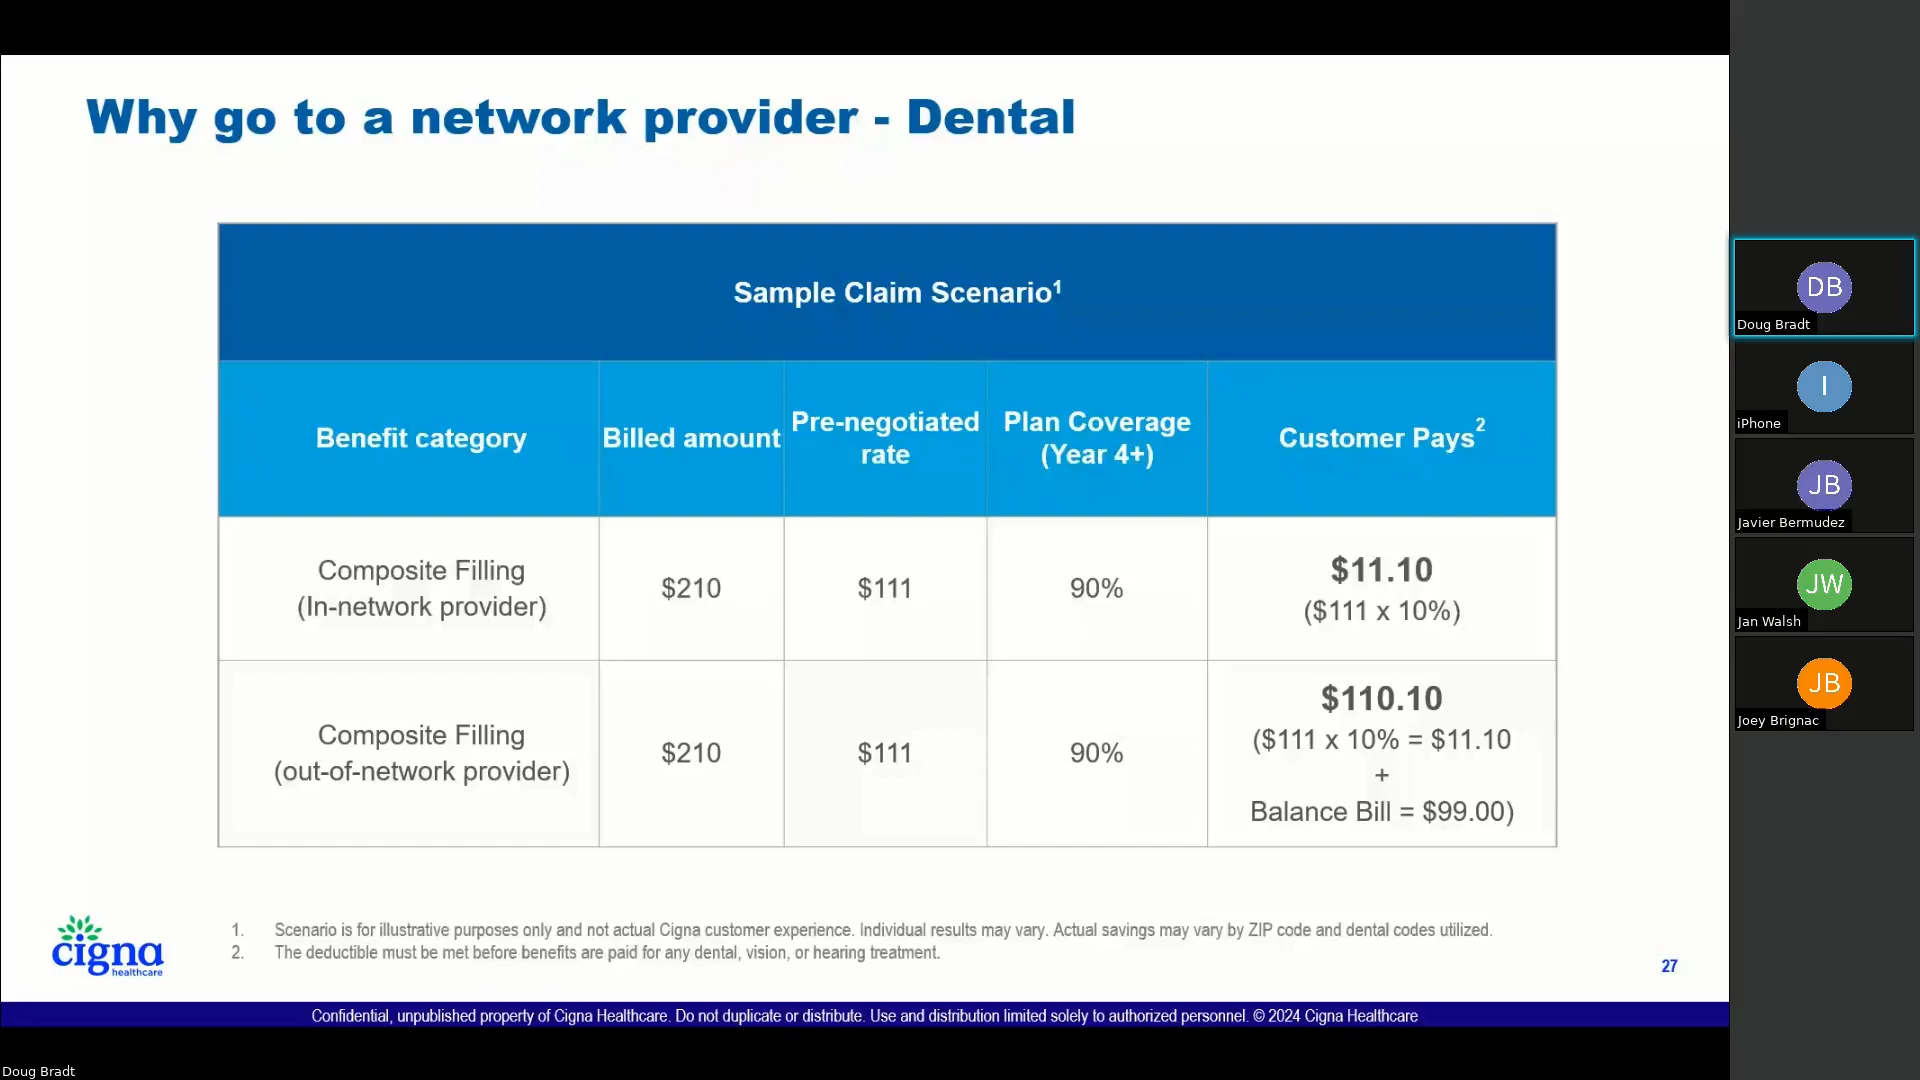 Why go to a network provider - Dental
Sample Claim Scenario1
Benefit category
Billed amount
Pre-negotiated
rate
Plan Coverage
(Year 4+)
Customer Pays2
Composite Filling
(In-network provider)
$210
$111
90%
$11.10
($111 x 10%)
Composite Filling
(out-of-network provider)
$210
$111
90%
$110.10
($111 x 10% = $11.10
+
Balance Bill = $99.00)
1. Scenario is for illustrative purposes only and not actual Cigna customer experience. Individual results may vary. Actual savings may vary by ZIP code and dental codes utilized.
2. The deductible must be met before benefits are paid for any dental, vision, or hearing treatment.
cigna
healthcare
27
Confidential, unpublished property of Cigna Healthcare. Do not duplicate or distribute. Use and distribution limited solely to authorized personnel. © 2024 Cigna Healthcare
Doug Bradt
DB
Doug Bradt
I
iPhone
JB
Javier Bermudez
JW
Jan Walsh
JB
Joey Brignac